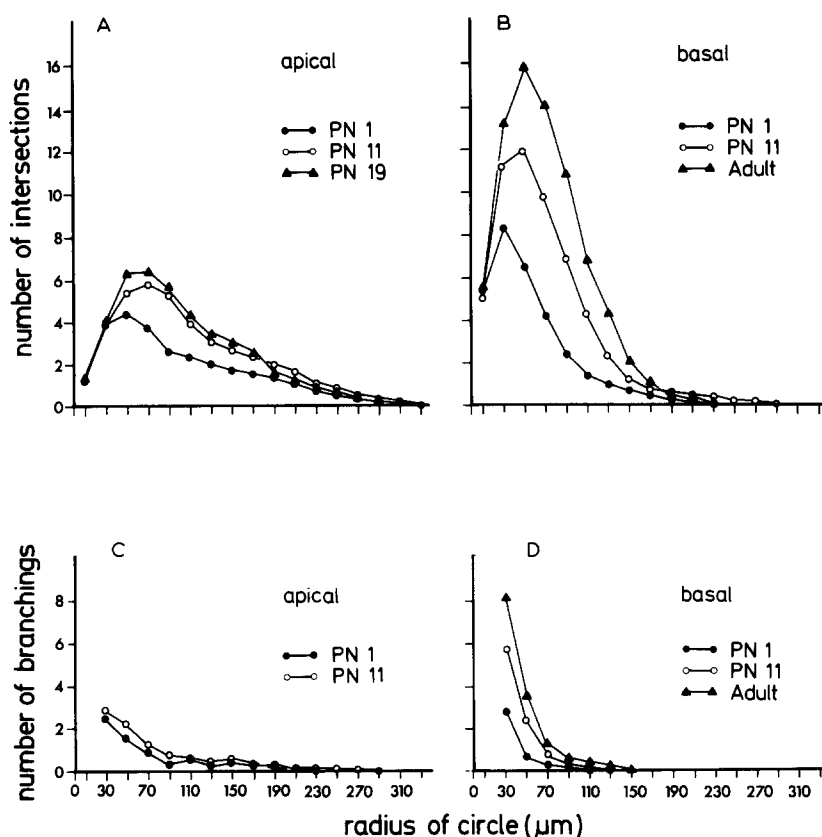 A
apical
PN 1
PN 11
PN 19
16
14
12
10
8
6
4
2
0
number of intersections
B
basal
PN 1
PN 11
Adult
C
apical
PN 1
PN 11
8
6
4
2
0
number of branchings
0 30 70 110 150 190 230 270 310
D
basal
PN 1
PN 11
Adult
0 30 70 110 150 190 230 270 310
radius of circle (μm)